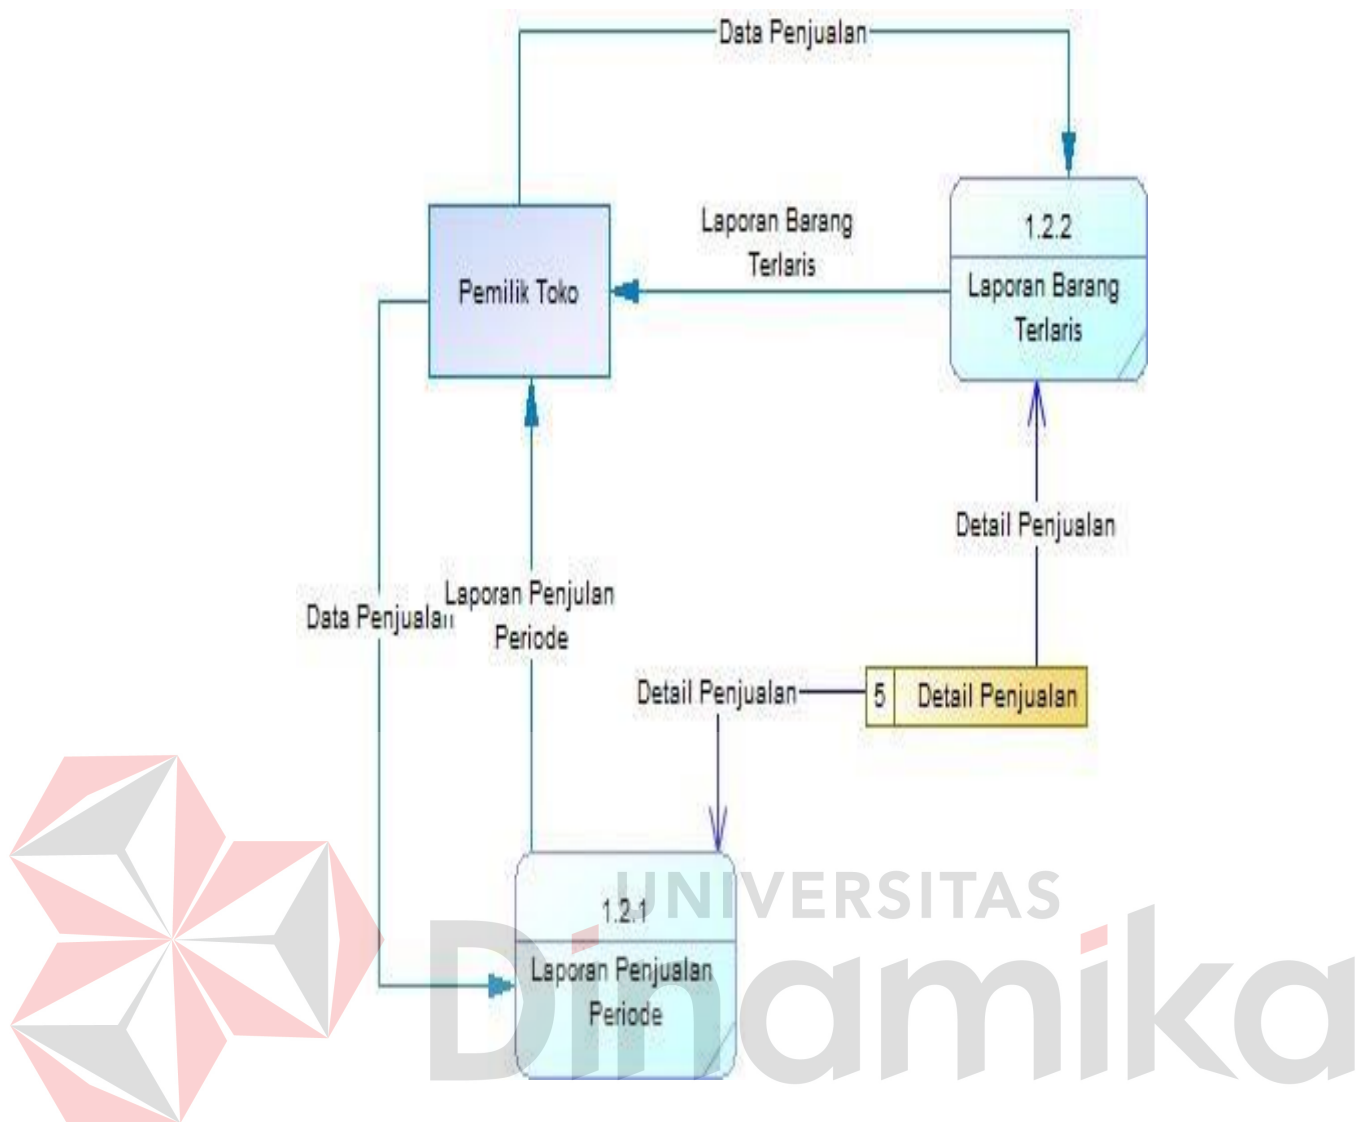 Data Penjualan
1.2.2
Laporan Barang
Terlaris
Laporan Barang
Terlaris
Pemilik Toko
Detail Penjualan
Laporan Penjulan
Periode
Data Penjualan
Detail Penjualan
5 Detail Penjualan
1.2.1
Laporan Penjualan
Periode
UNIVERSITAS
Dinamika